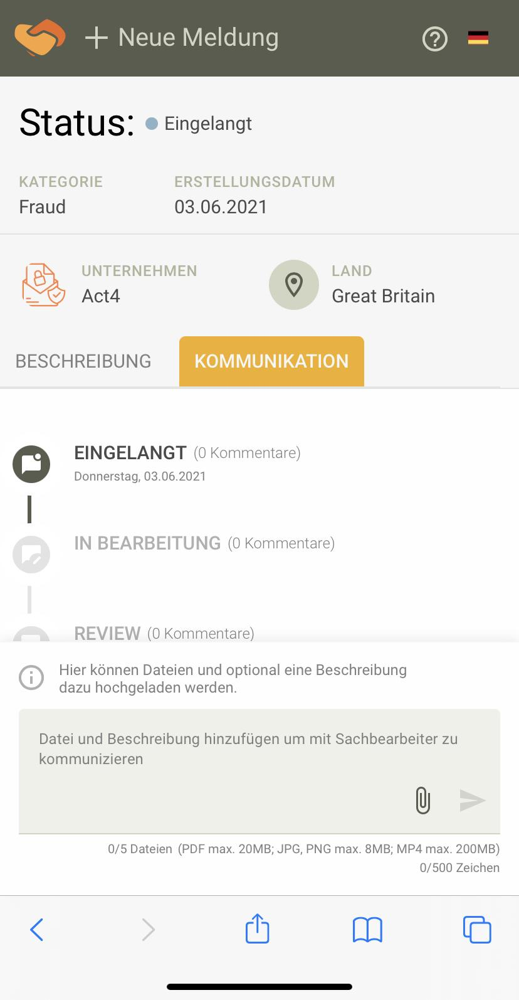 Neue Meldung
Status: Eingelangt
KATEGORIE
Fraud
ERSTELLUNGSDATUM
03.06.2021
UNTERNEHMEN
Act4
LAND
Great Britain
BESCHREIBUNG
KOMMUNIKATION
EINGELANGT (0 Kommentare)
Donnerstag, 03.06.2021
IN BEARBEITUNG (0 Kommentare)
REVIEW (0 Kommentare)
Hier können Dateien und optional eine Beschreibung
dazu hochgeladen werden.
Datei und Beschreibung hinzufügen um mit Sachbearbeiter zu
kommunizieren
0/5 Dateien (PDF max. 20MB; JPG, PNG max. 8MB; MP4 max. 200MB)
0/500 Zeichen